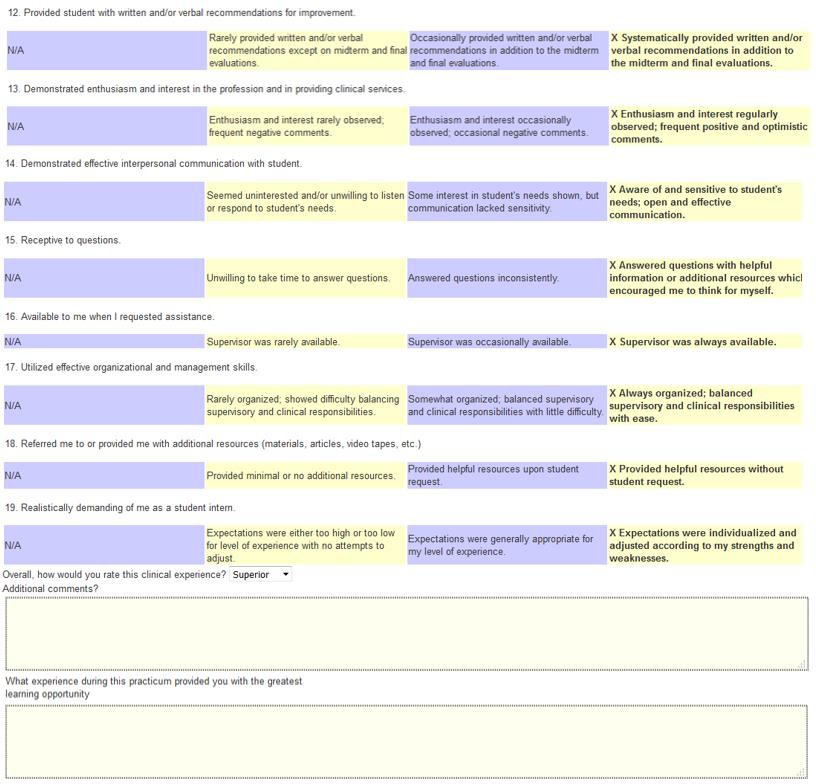 12. Provided student with written and/or verbal recommendations for improvement.
N/A
Rarely provided written and/or verbal
recommendations except on midterm and final
evaluations.
Occasionally provided written and/or verbal
recommendations in addition to the midterm
and final evaluations.
X Systematically provided written and/or
verbal recommendations in addition to
the midterm and final evaluations.
13. Demonstrated enthusiasm and interest in the profession and in providing clinical services.
N/A
Enthusiasm and interest rarely observed;
frequent negative comments.
Enthusiasm and interest occasionally
observed; occasional negative comments.
X Enthusiasm and interest regularly
observed; frequent positive and optimistic
comments.
14. Demonstrated effective interpersonal communication with student.
N/A
Seemed uninterested and/or unwilling to listen
or respond to student's needs.
Some interest in student's needs shown, but
communication lacked sensitivity.
X Aware of and sensitive to student's
needs; open and effective
communication.
15. Receptive to questions.
N/A
Unwilling to take time to answer questions.
Answered questions inconsistently.
X Answered questions with helpful
information or additional resources which
encouraged me to think for myself.
16. Available to me when I requested assistance.
N/A
Supervisor was rarely available.
Supervisor was occasionally available.
X Supervisor was always available.
17. Utilized effective organizational and management skills.
N/A
Rarely organized; showed difficulty balancing
supervisory and clinical responsibilities.
Somewhat organized; balanced supervisory
and clinical responsibilities with little difficulty.
X Always organized; balanced
supervisory and clinical responsibilities
with ease.
18. Referred me to or provided me with additional resources (materials, articles, video tapes, etc.)
N/A
Provided minimal or no additional resources.
Provided helpful resources upon student
request.
X Provided helpful resources without
student request.
19. Realistically demanding of me as a student intern.
N/A
Expectations were either too high or too low
for level of experience with no attempts to
adjust.
Expectations were generally appropriate for
my level of experience.
X Expectations were individualized and
adjusted according to my strengths and
weaknesses.
Overall, how would you rate this clinical experience? Superior
Additional comments?
What experience during this practicum provided you with the greatest
learning opportunity